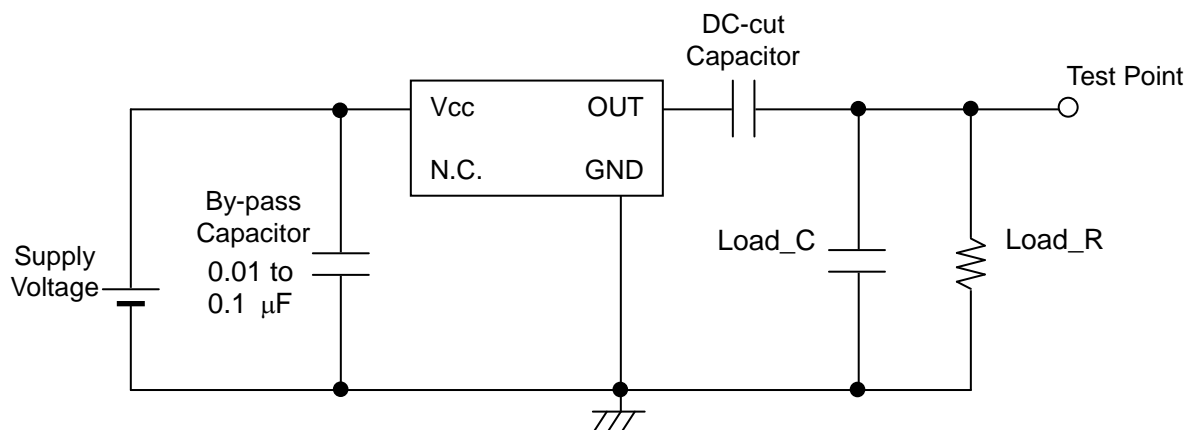 DC-cut
Capacitor
Test Point
Vcc
OUT
N.C.
GND
By-pass
Capacitor
0.01 to
0.1 μF
Supply
Voltage
Load_C
Load_R